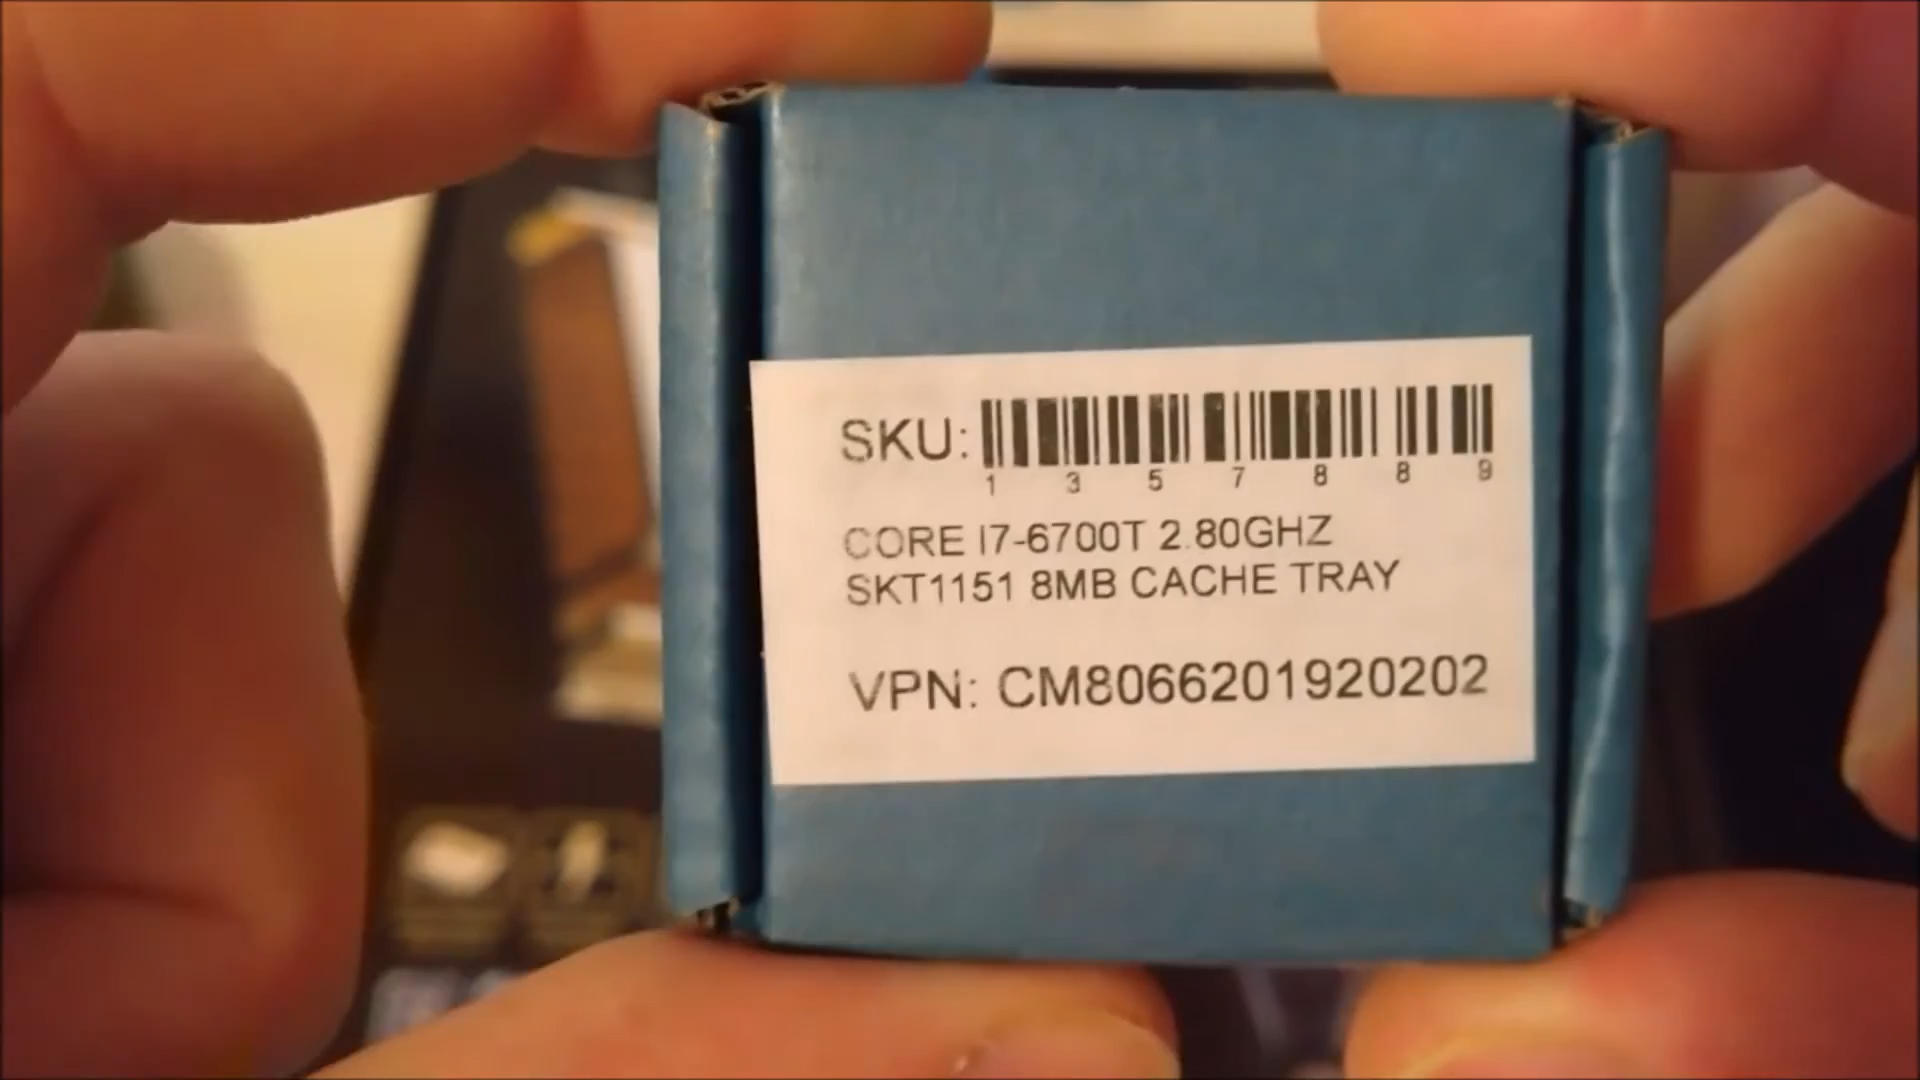 SKU:
1 3 5 7 8 8 9
CORE I7-6700T 2.80GHZ
SKT1151 8MB CACHE TRAY
VPN: CM8066201920202